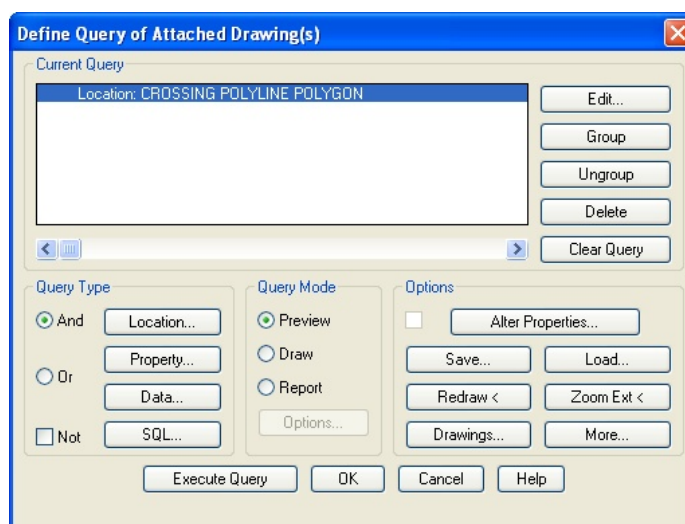 Define Query of Attached Drawing(s)
Current Query
Location: CROSSING POLYLINE POLYGON
Edit...
Group
Ungroup
Delete
Clear Query
Query Type
And
Location...
Property...
Or
Data...
Not
SQL...
Query Mode
Preview
Draw
Report
Options...
Options
Alter Properties...
Save...
Load...
Redraw <
Zoom Ext <
Drawings...
More...
Execute Query
OK
Cancel
Help